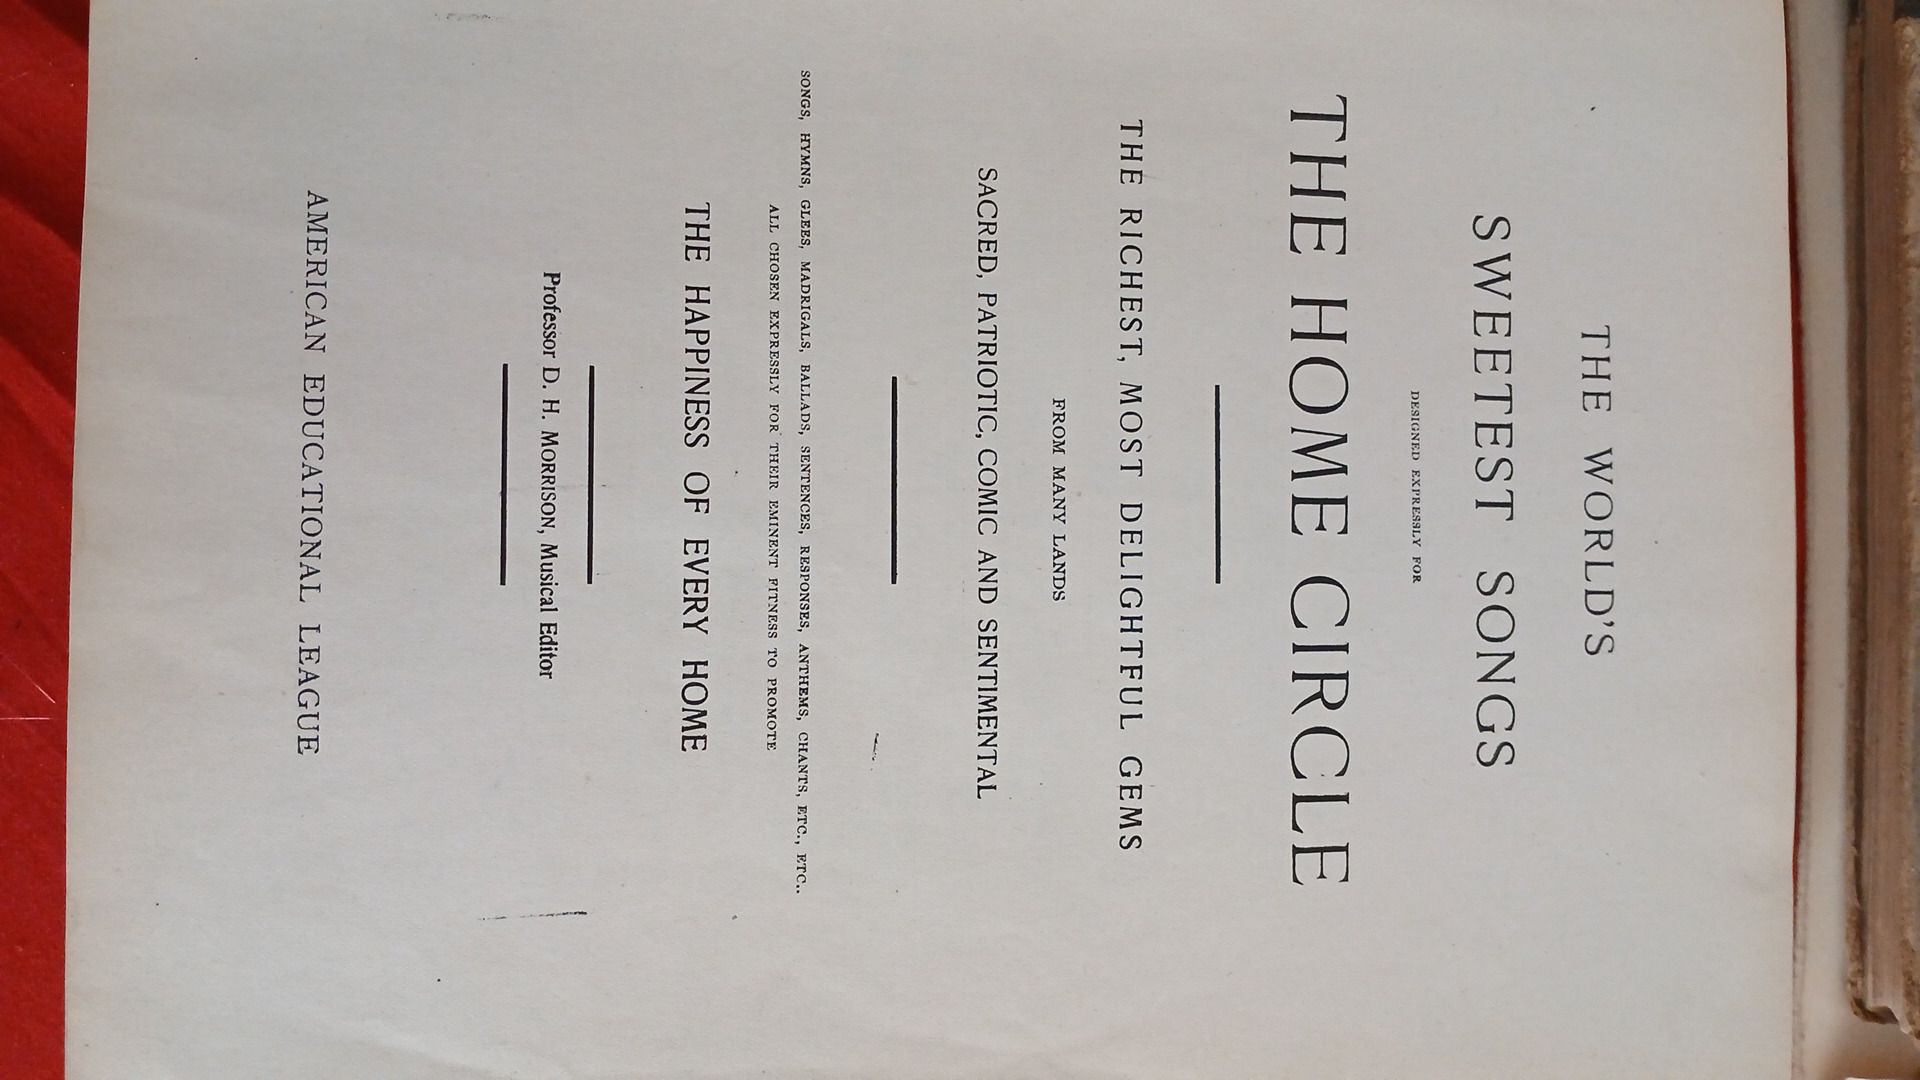 THE WORLD'S
SWEETEST SONGS
DESIGNED EXPRESSLY FOR
THE HOME CIRCLE
THE RICHEST, MOST DELIGHTFUL GEMS
FROM MANY LANDS
SACRED, PATRIOTIC, COMIC AND SENTIMENTAL
SONGS, HYMNS, GLEES, MADRIGALS, BALLADS, SENTENCES, RESPONSES, ANTHEMS, CHANTS, ETC., ETC..
ALL CHOSEN EXPRESSLY FOR THEIR EMINENT FITNESS TO PROMOTE
THE HAPPINESS OF EVERY HOME
Professor D. H. MORRISON, Musical Editor
AMERICAN EDUCATIONAL LEAGUE